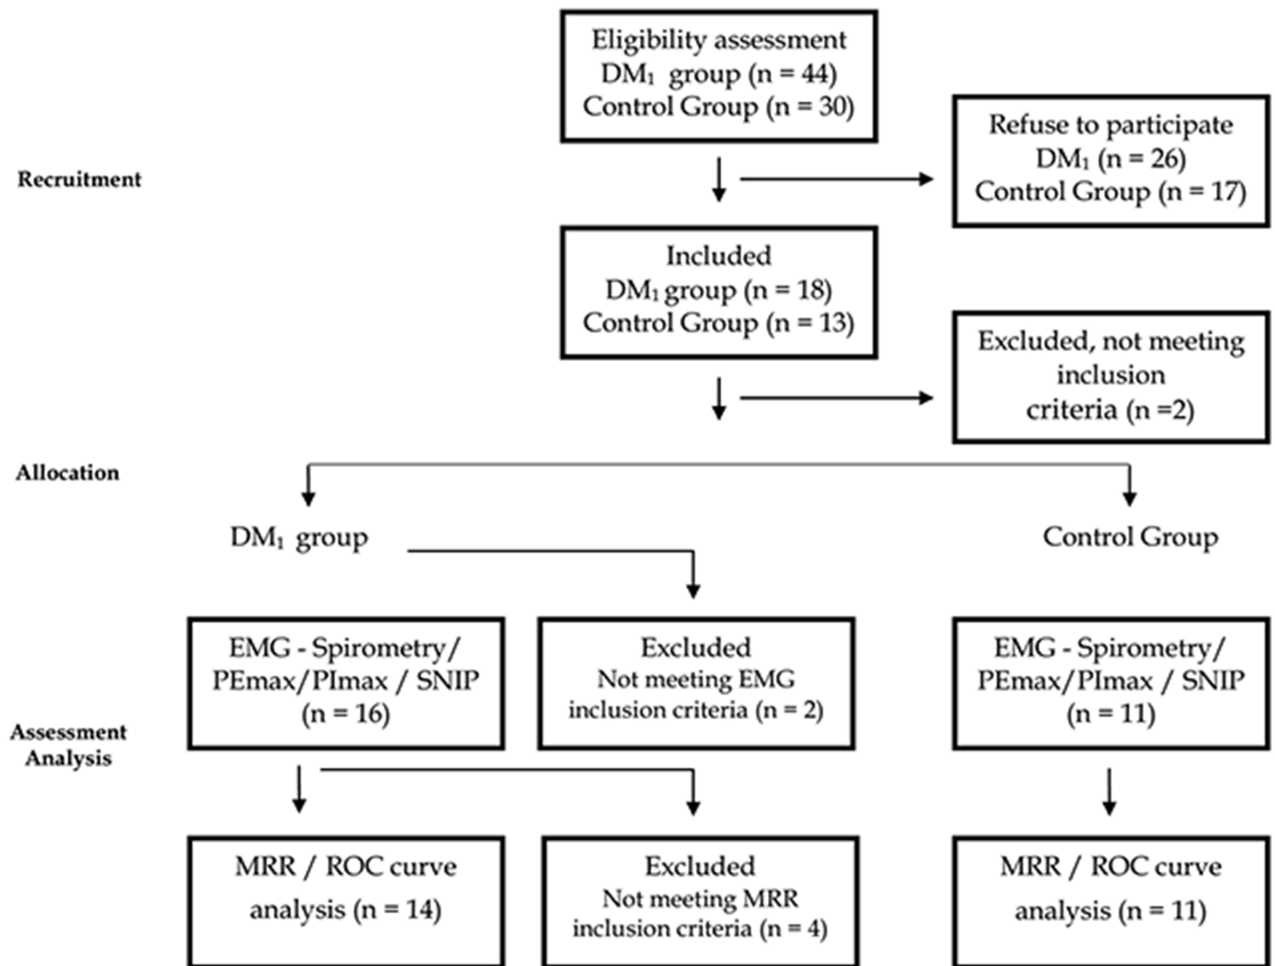 Eligibility assessment
DM₁ group (n = 44)
Control Group (n = 30)
Refuse to participate
DM₁ (n = 26)
Control Group (n = 17)
Recruitment
Included
DM₁ group (n = 18)
Control Group (n = 13)
Excluded, not meeting
inclusion
criteria (n =2)
Allocation
DM₁ group
Control Group
EMG - Spirometry/
PEmax/PImax / SNIP
(n = 16)
Excluded
Not meeting EMG
inclusion criteria (n = 2)
EMG - Spirometry/
PEmax/PImax / SNIP
(n = 11)
Assessment
Analysis
MRR / ROC curve
analysis (n = 14)
Excluded
Not meeting MRR
inclusion criteria (n = 4)
MRR / ROC curve
analysis (n = 11)